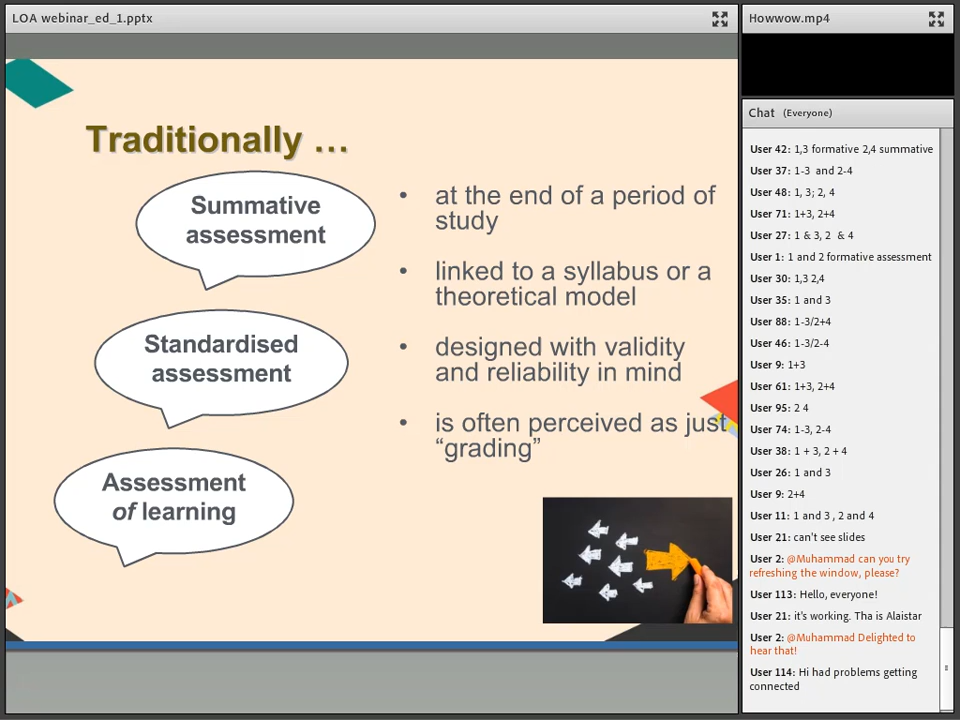 LOA webinar_ed_1.pptx
Traditionally …
Summative
assessment
Standardised
assessment
Assessment
of learning
• at the end of a period of
study
• linked to a syllabus or a
theoretical model
• designed with validity
and reliability in mind
• is often perceived as just
“grading”
Howwow.mp4
Chat (Everyone)
User 42: 1,3 formative 2,4 summative
User 37: 1-3 and 2-4
User 48: 1, 3; 2, 4
User 71: 1+3, 2+4
User 27: 1 & 3, 2 & 4
User 1: 1 and 2 formative assessment
User 30: 1,3 2,4
User 35: 1 and 3
User 88: 1-3/2+4
User 46: 1-3/2-4
User 9: 1+3
User 61: 1+3, 2+4
User 95: 2 4
User 74: 1-3, 2-4
User 38: 1 + 3, 2 + 4
User 26: 1 and 3
User 9: 2+4
User 11: 1 and 3 , 2 and 4
User 21: can't see slides
User 2: @Muhammad can you try
refreshing the window, please?
User 113: Hello, everyone!
User 21: it's working. Tha is Alaistar
User 2: @Muhammad Delighted to
hear that!
User 114: Hi had problems getting
connected